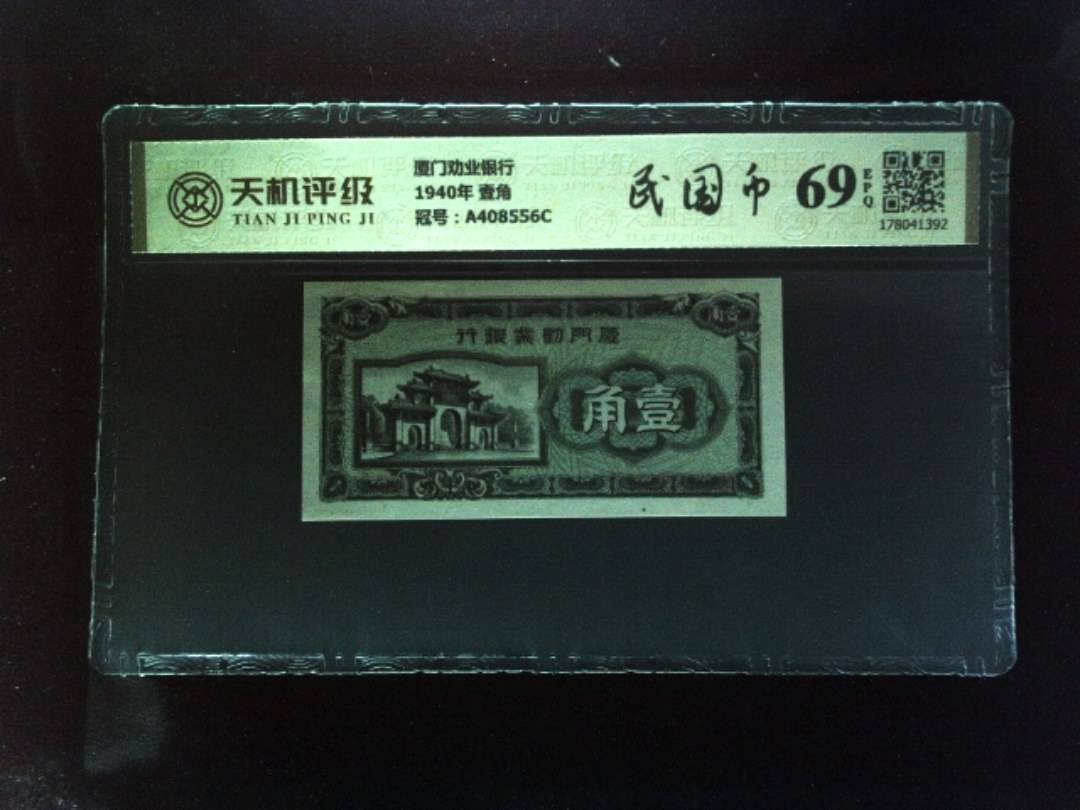 天机评级
TIAN JI PING JI
厦门劝业银行
1940年 壹角
冠号：A408556C
民国币
69
EPQ
178041392
行銀業勸門厦
角壹